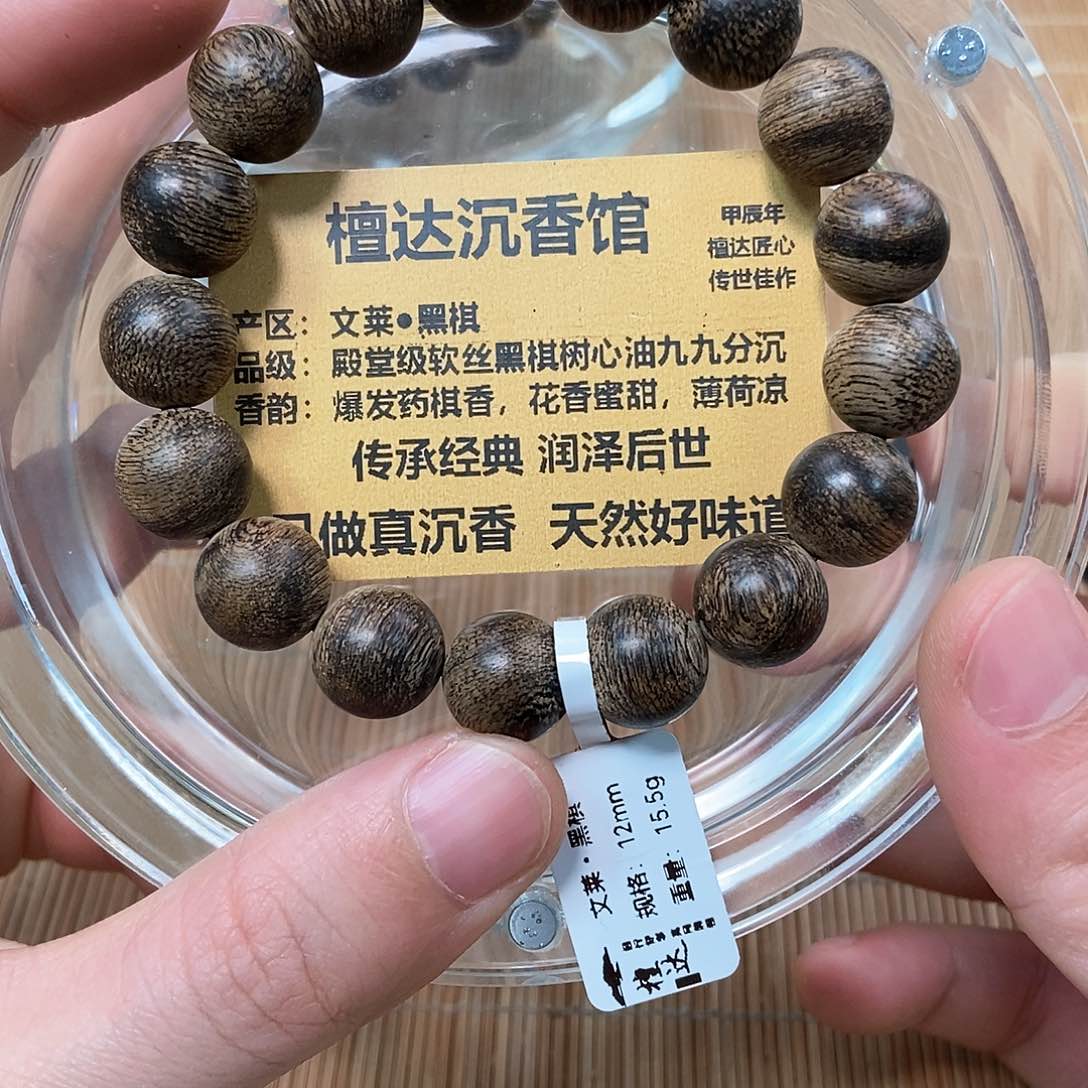 檀达沉香馆
甲辰年
檀达匠心
传世佳作
产区：文莱●黑棋
品级：殿堂级软丝黑棋树心油九九分沉
香韵：爆发药棋香，花香蜜甜，薄荷凉
传承经典 润泽后世
只做真沉香 天然好味道
文莱·黑棋
规格：12mm
重量：15.5g
檀达